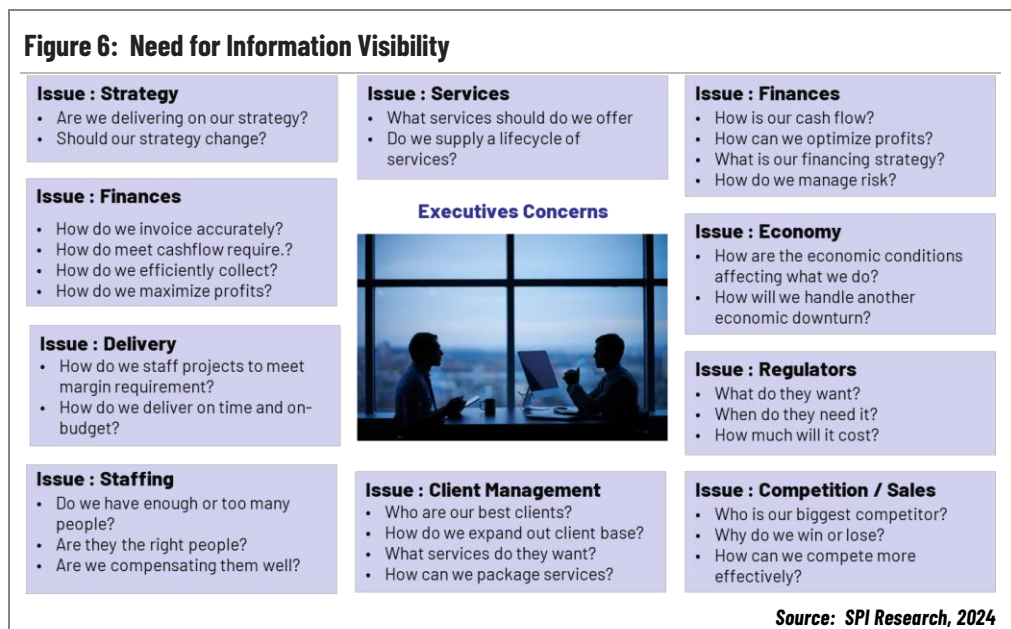 Figure 6: Need for Information Visibility
Issue : Strategy
• Are we delivering on our strategy?
• Should our strategy change?
Issue : Services
• What services should do we offer
• Do we supply a lifecycle of
services?
Issue : Finances
• How is our cash flow?
• How can we optimize profits?
• What is our financing strategy?
• How do we manage risk?
Issue : Finances
• How do we invoice accurately?
• How do meet cashflow require.?
• How do we efficiently collect?
• How do we maximize profits?
Executives Concerns
Issue : Economy
• How are the economic conditions
affecting what we do?
• How will we handle another
economic downturn?
Issue : Delivery
• How do we staff projects to meet
margin requirement?
• How do we deliver on time and on-
budget?
Issue : Regulators
• What do they want?
• When do they need it?
• How much will it cost?
Issue : Staffing
• Do we have enough or too many
people?
• Are they the right people?
• Are we compensating them well?
Issue : Client Management
• Who are our best clients?
• How do we expand out client base?
• What services do they want?
• How can we package services?
Issue : Competition / Sales
• Who is our biggest competitor?
• Why do we win or lose?
• How can we compete more
effectively?
Source: SPI Research, 2024